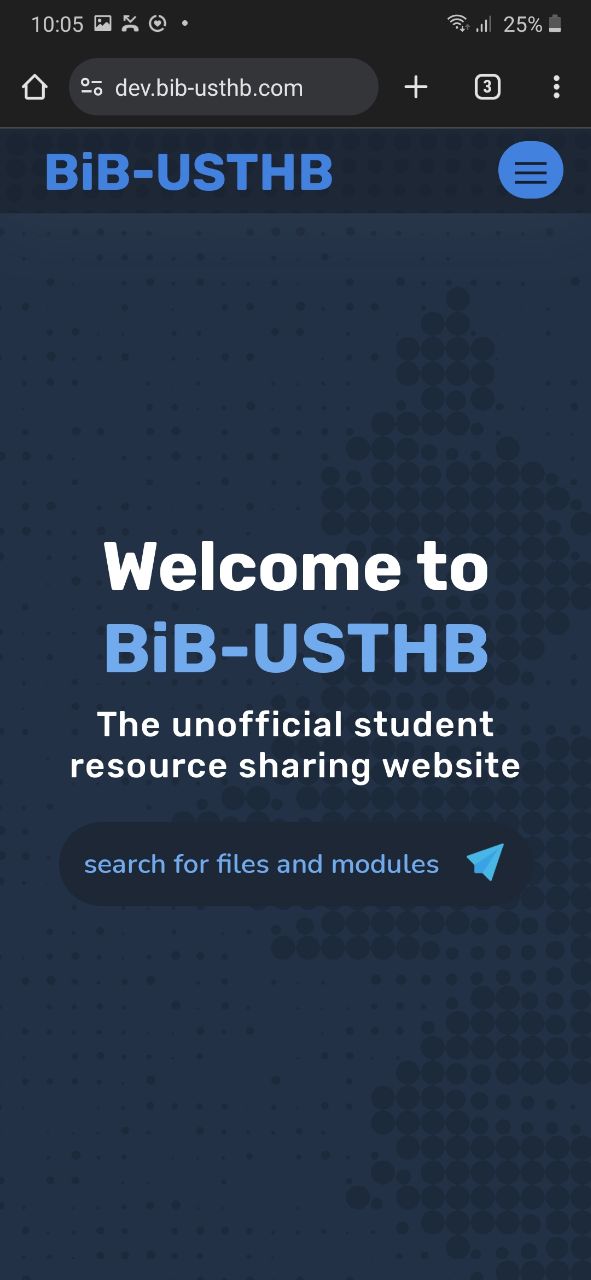 10:05
25%
dev.bib-usthb.com
3
BiB-USTHB
Welcome to
BiB-USTHB
The unofficial student
resource sharing website
search for files and modules